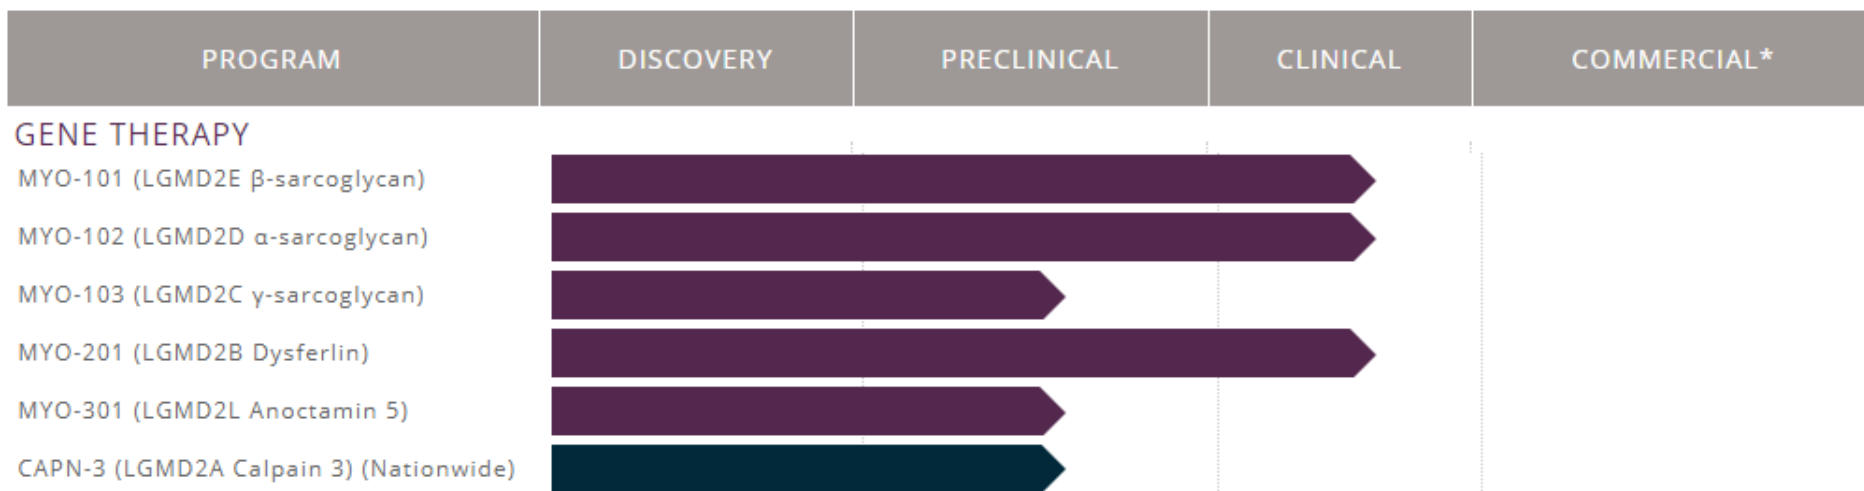 PROGRAM DISCOVERY PRECLINICAL CLINICAL COMMERCIAL*
GENE THERAPY
MYO-101 (LGMD2E β-sarcoglycan)
MYO-102 (LGMD2D α-sarcoglycan)
MYO-103 (LGMD2C γ-sarcoglycan)
MYO-201 (LGMD2B Dysferlin)
MYO-301 (LGMD2L Anoctamin 5)
CAPN-3 (LGMD2A Calpain 3) (Nationwide)